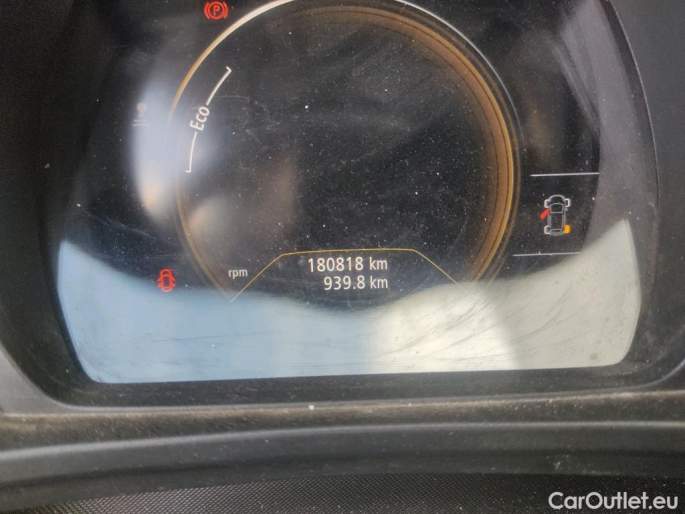 P
Eco
rpm
180818 km
939.8 km
CarOutlet.eu